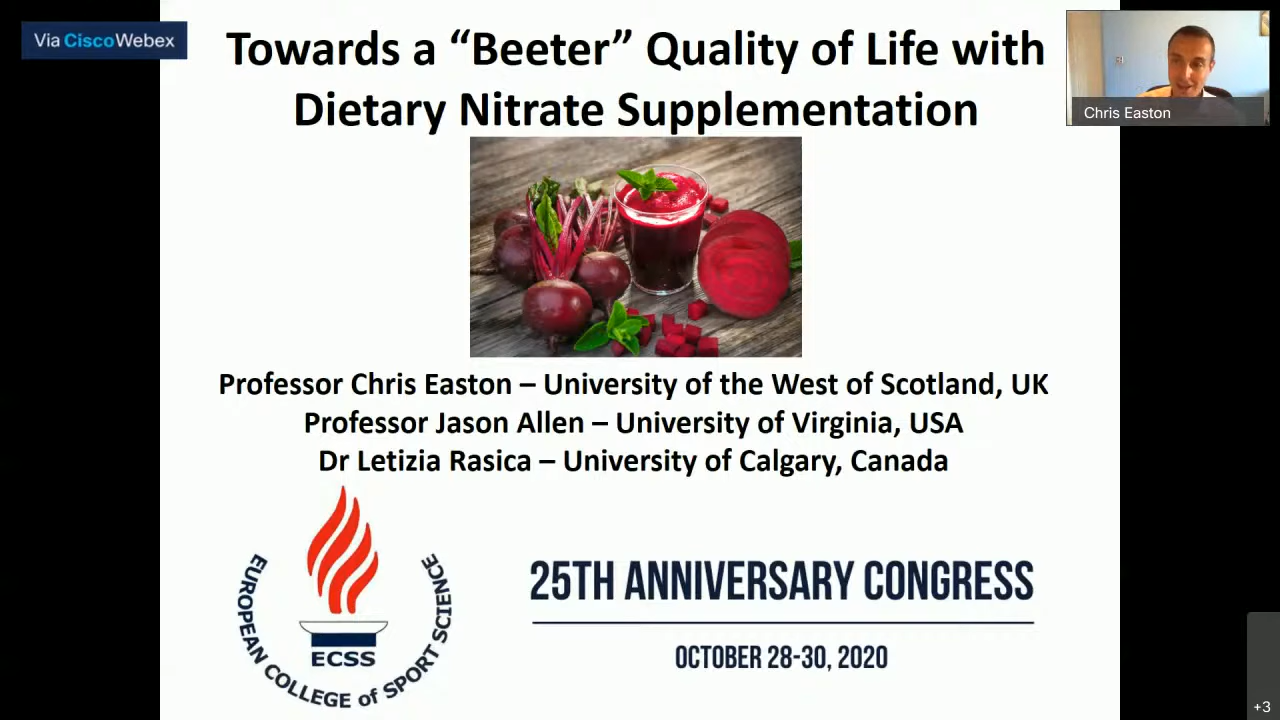 Via CiscoWebex
Towards a “Beeter” Quality of Life with
Dietary Nitrate Supplementation
Chris Easton
Professor Chris Easton – University of the West of Scotland, UK
Professor Jason Allen – University of Virginia, USA
Dr Letizia Rasica – University of Calgary, Canada
EUROPEAN COLLEGE of SPORT SCIENCE
ECSS
25TH ANNIVERSARY CONGRESS
OCTOBER 28-30, 2020
+3